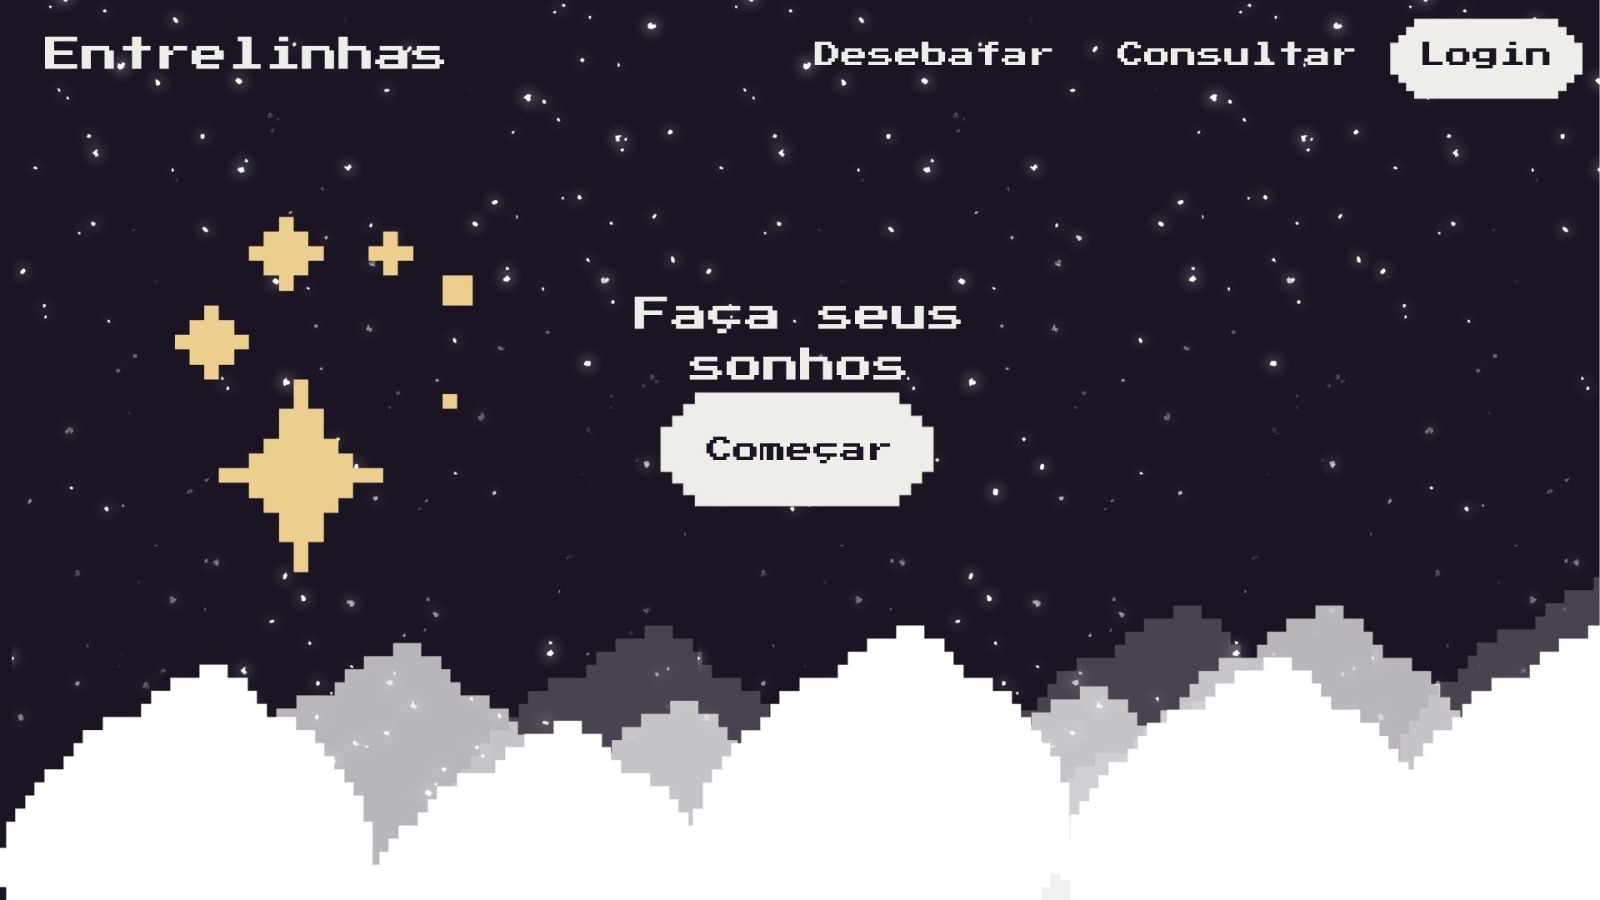 Entrelinhas
Desebafar
Consultar
Login
Faça seus
sonhos
Começar